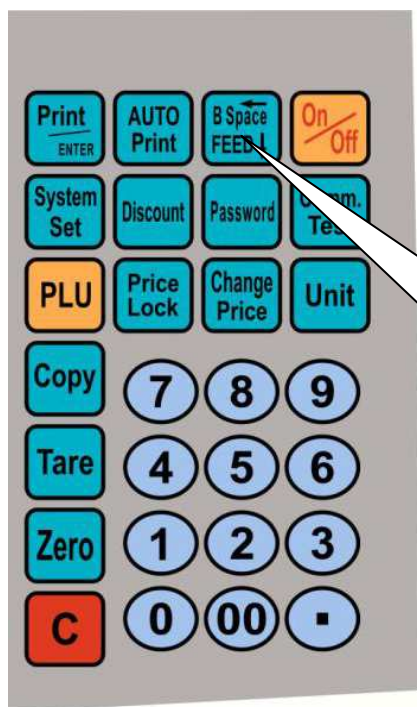 Print
ENTER
AUTO
Print
B Space
FEED
On
Off
System
Set
Discount
Password
PLU
Price
Lock
Change
Price
Unit
Copy
7 8 9
Tare
4 5 6
Zero
1 2 3
C
0 00 .